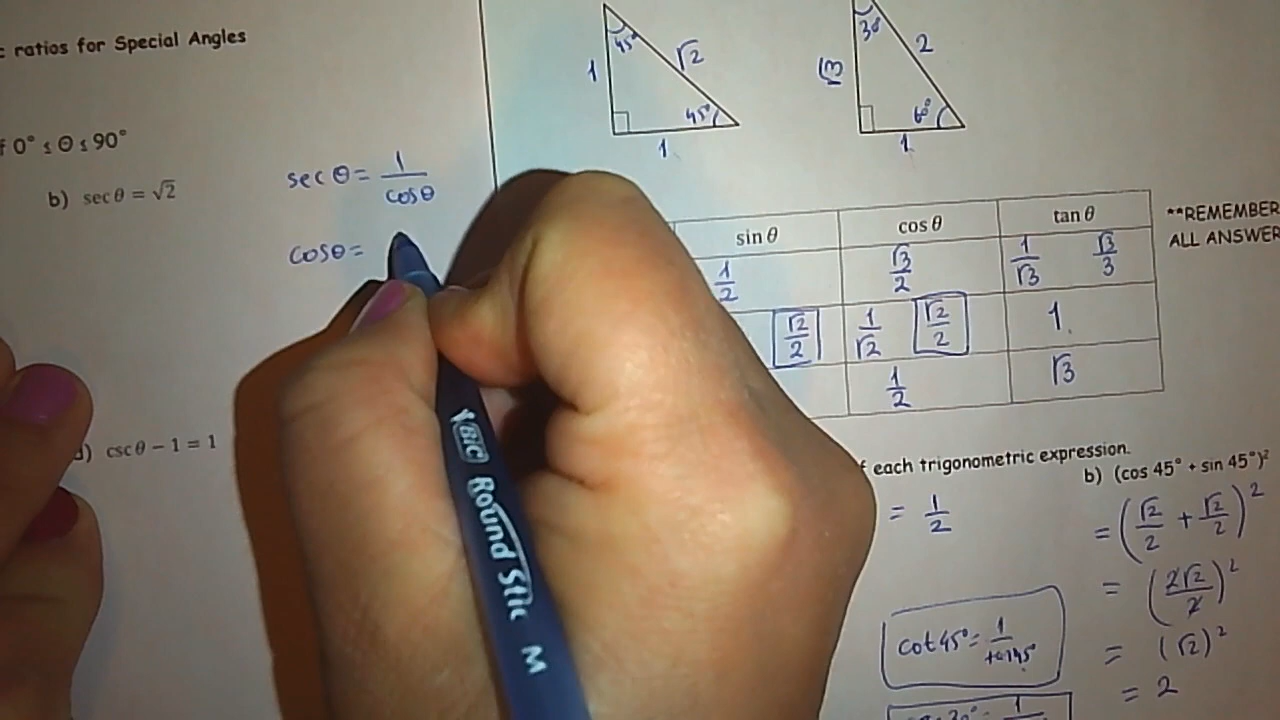 ratios for Special Angles
0° ≤ Θ ≤ 90°
b) sec θ = √2
sec θ = 1/cos θ
cos θ =
d) csc θ − 1 = 1
45°
1
√2
45°
1
30°
√3
2
60°
1
sin θ cos θ tan θ
1/2 √3/2 1/√3 √3/3
√2/2 1/√2 √2/2 1
1/2 √3
**REMEMBER
ALL ANSWER
each trigonometric expression.
= 1/2
b) (cos 45° + sin 45°)²
= (√2/2 + √2/2)²
= (2√2/2)²
= (√2)²
= 2
cot 45° = 1/tan 45°
BIC Round Stic M